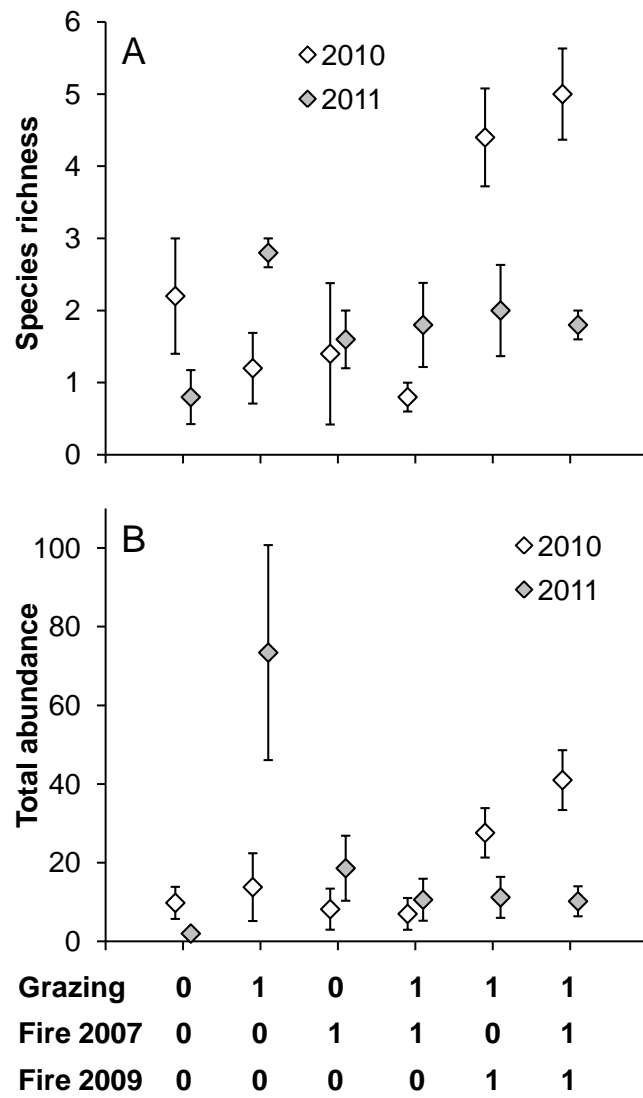 6
A
2010
5
2011
4
3
2
1
0
Species richness
B
2010
100
2011
80
60
40
20
0
Total abundance
Grazing 0 1 0 1 1 1
Fire 2007 0 0 1 1 0 1
Fire 2009 0 0 0 0 1 1